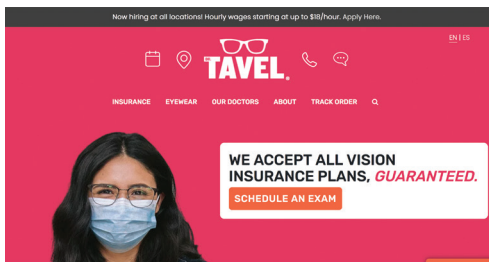 Now hiring at all locations! Hourly wages starting at up to $18/hour. Apply Here.
EN | ES
DR. TAVEL.
INSURANCE EYEWEAR OUR DOCTORS ABOUT TRACK ORDER
WE ACCEPT ALL VISION
INSURANCE PLANS, GUARANTEED.
SCHEDULE AN EXAM